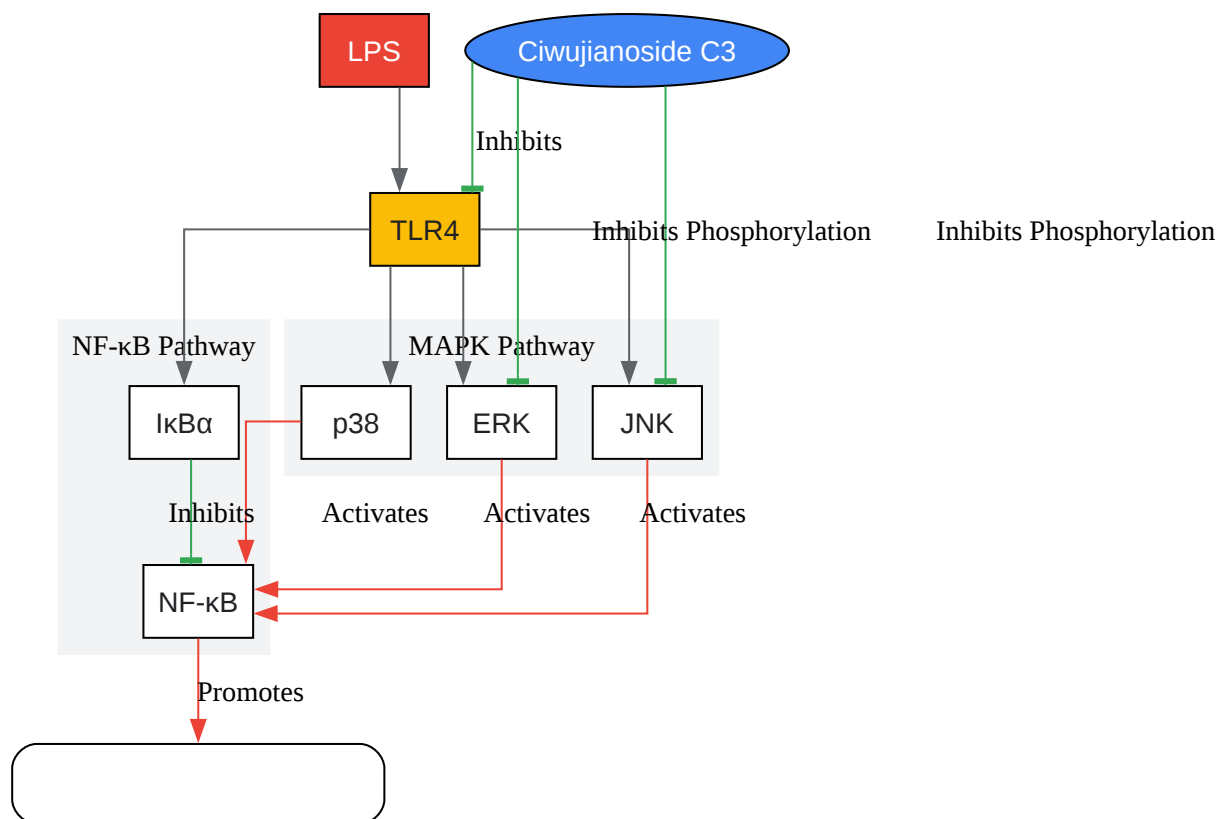 LPS
Ciwujianoside C3
Inhibits
TLR4
Inhibits Phosphorylation
Inhibits Phosphorylation
NF-κB Pathway
MAPK Pathway
IκBα
p38
ERK
JNK
Inhibits
Activates
Activates
Activates
NF-κB
Promotes